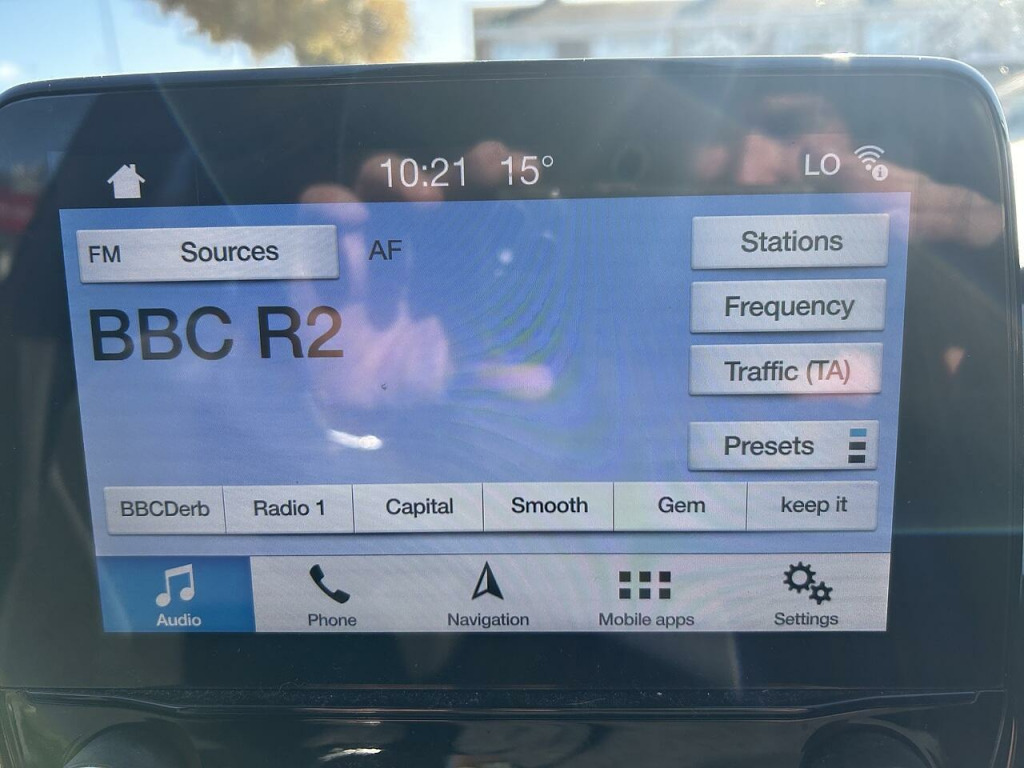 10:21 15° LO
FM Sources AF Stations
BBC R2 Frequency
Traffic (TA)
Presets
BBCDerb Radio 1 Capital Smooth Gem keep it
Audio Phone Navigation Mobile apps Settings